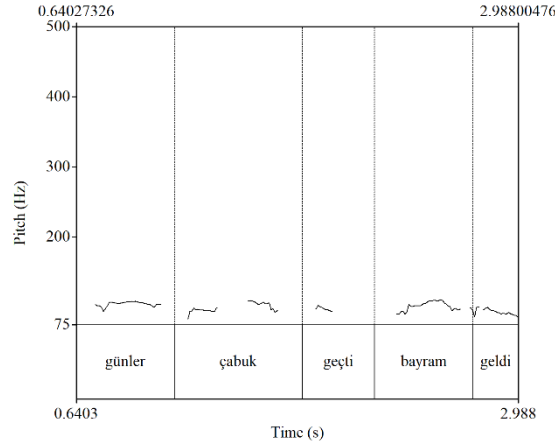 0.64027326 2.98800476
500
400
300
200
75
Pitch (Hz)
günler çabuk geçti bayram geldi
0.6403 2.988
Time (s)